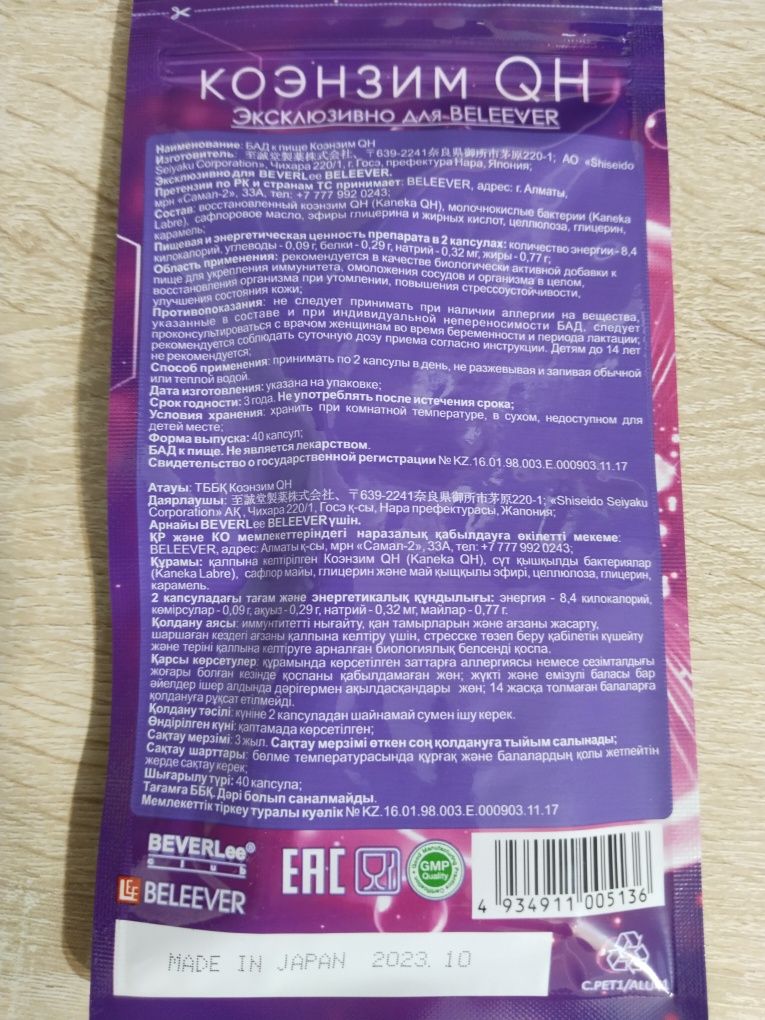 КОЭНЗИМ QH
ЭКСКЛЮЗИВНО ДЛЯ BELEEVER
Наименование: БАД к пище Коэнзим QH
Изготовитель: 至誠堂製薬株式会社、 〒639-2241奈良県御所市茅原220-1; АО «Shiseido
Seiyaku Corporation», Чихара 220/1, г. Госэ, префектура Нара, Япония;
Эксклюзивно для BEVERLee BELEEVER.
Претензии по РК и странам ТС принимает: BELEEVER, адрес: г. Алматы,
мрн «Самал-2», 33А, тел: +7 777 992 0243;
Состав: восстановленный коэнзим QH (Kaneka QH), молочнокислые бактерии (Kaneka
Labre), сафлоровое масло, эфиры глицерина и жирных кислот, целлюлоза, глицерин,
карамель;
Пищевая и энергетическая ценность препарата в 2 капсулах: количество энергии - 8,4
килокалорий, углеводы - 0,09 г, белки - 0,29 г, натрий - 0,32 мг, жиры - 0,77 г;
Область применения: рекомендуется в качестве биологически активной добавки к
пище для укрепления иммунитета, омоложения сосудов и организма в целом,
восстановления организма при утомлении, повышения стрессоустойчивости,
улучшения состояния кожи;
Противопоказания: не следует принимать при наличии аллергии на вещества,
указанные в составе и при индивидуальной непереносимости БАД, следует
проконсультироваться с врачом женщинам во время беременности и периода лактации;
рекомендуется соблюдать суточную дозу приема согласно инструкции. Детям до 14 лет
не рекомендуется;
Способ применения: принимать по 2 капсулы в день, не разжевывая и запивая обычной
или теплой водой.
Дата изготовления: указана на упаковке;
Срок годности: 3 года. Не употреблять после истечения срока;
Условия хранения: хранить при комнатной температуре, в сухом, недоступном для
детей месте;
Форма выпуска: 40 капсул;
БАД к пище. Не является лекарством.
Свидетельство о государственной регистрации № KZ.16.01.98.003.Е.000903.11.17
Атауы: ТББҚ Коэнзим QH
Даярлаушы: 至誠堂製薬株式会社、 〒639-2241奈良県御所市茅原220-1; «Shiseido Seiyaku
Corporation» АҚ, Чихара 220/1, Госэ қ-сы, Нара префектурасы, Жапония;
Арнайы BEVERLee BELEEVER үшін.
ҚР және КО мемлекеттеріндегі наразалық қабылдауға өкілетті мекеме:
BELEEVER, адрес: Алматы қ-сы, мрн «Самал-2», 33А, тел: +7 777 992 0243;
Құрамы: қалпына келтірілген Коэнзим QH (Kaneka QH), сүт қышқылды бактериялар
(Kaneka Labre), сафлор майы, глицерин және май қыщқылы эфирі, целлюлоза, глицерин,
карамель.
2 капсуладағы тағам және энергетикалық құндылығы: энергия - 8,4 килокалорий,
көмірсулар - 0,09 г, ақуыз - 0,29 г, натрий - 0,32 мг, майлар - 0,77 г.
Қолдану аясы: иммунтитетті нығайту, қан тамырларын және ағзаны жасарту,
шаршаған кездегі ағзаны қалпына келтіру үшін, стресске төзеп беру қабілетін күшейту
және теріні қалпына келтіруге арналған биологиялық белсенді қоспа.
Қарсы көрсетулер: құрамында көрсетілген заттарға аллергиясы немесе сезімталдығы
жоғары болған кезінде қоспаны қабылдамаған жөн; жүкті және емізулі баласы бар
әйелдер ішер алдында дәрігермен ақылдасқандары жөн; 14 жасқа толмаған балаларға
қолдануға рұқсат етілмейді.
Қолдану тәсілі: күніне 2 капсуладан шайнамай сумен ішу керек.
Өндірілген күні: қаптамада көрсетілген;
Сақтау мерзімі: 3 жыл. Сақтау мерзімі өткен соң қолдануға тыйым салынады;
Сақтау шарттары: бөлме температурасында құрғақ және балалардың қолы жетпейтін
жерде сақтау керек;
Шығарылу түрі: 40 капсула;
Тағамға ББҚ. Дәрі болып саналмайды.
Мемлекеттік тіркеу туралы куәлік № KZ.16.01.98.003.Е.000903.11.17
BEVERLee®
club
LEE BELEEVER
EAC
GMP
Quality
4 934911 005136
MADE IN JAPAN 2023.10